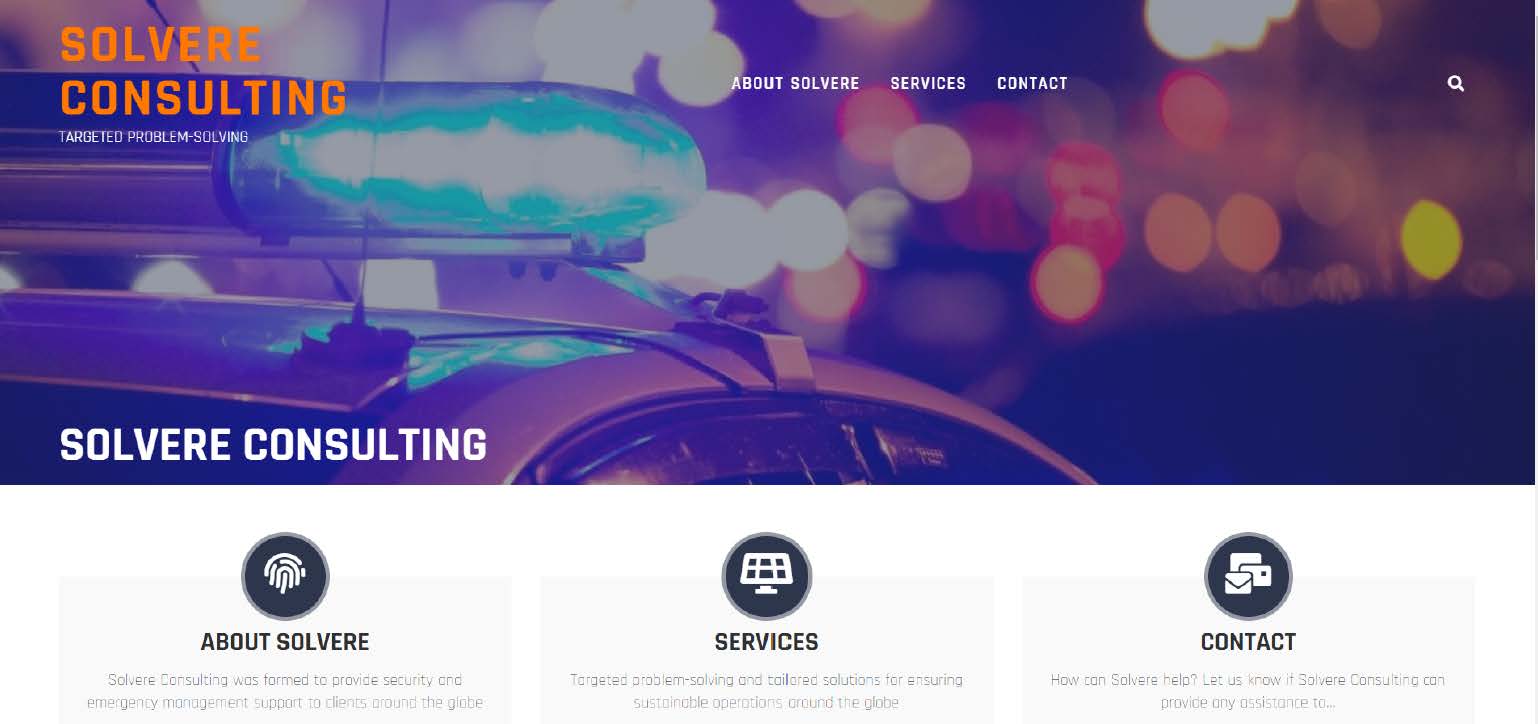 SOLVERE
CONSULTING
TARGETED PROBLEM-SOLVING
ABOUT SOLVERE SERVICES CONTACT
SOLVERE CONSULTING
ABOUT SOLVERE
Solvere Consulting was formed to provide security and
emergency management support to clients around the globe
SERVICES
Targeted problem-solving and tailored solutions for ensuring
sustainable operations around the globe
CONTACT
How can Solvere help? Let us know if Solvere Consulting can
provide any assistance to...